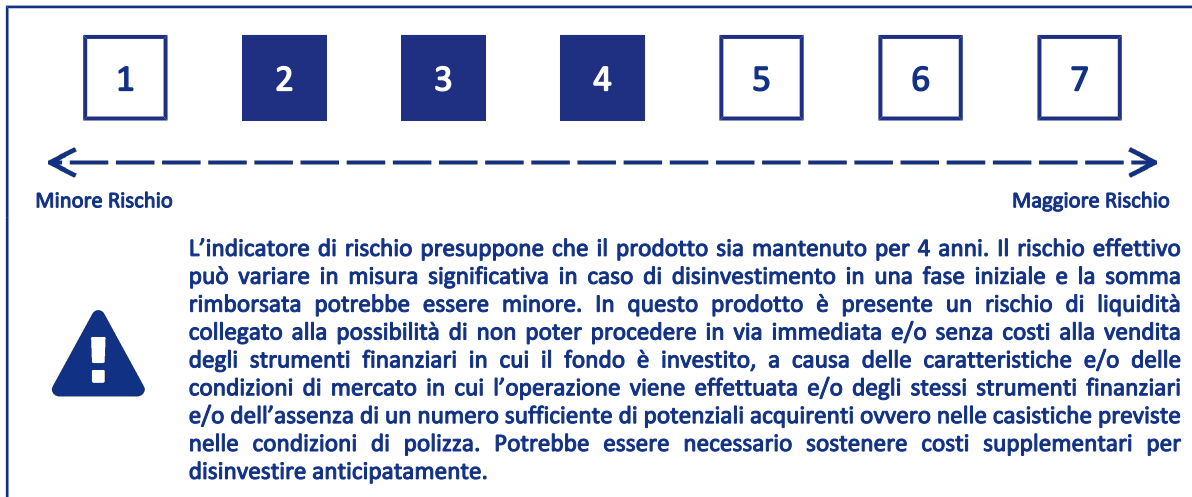 1 2 3 4 5 6 7
Minore Rischio Maggiore Rischio
L'indicatore di rischio presuppone che il prodotto sia mantenuto per 4 anni. Il rischio effettivo
può variare in misura significativa in caso di disinvestimento in una fase iniziale e la somma
rimborsata potrebbe essere minore. In questo prodotto è presente un rischio di liquidità
collegato alla possibilità di non poter procedere in via immediata e/o senza costi alla vendita
degli strumenti finanziari in cui il fondo è investito, a causa delle caratteristiche e/o delle
condizioni di mercato in cui l'operazione viene effettuata e/o degli stessi strumenti finanziari
e/o dell'assenza di un numero sufficiente di potenziali acquirenti ovvero nelle casistiche previste
nelle condizioni di polizza. Potrebbe essere necessario sostenere costi supplementari per
disinvestire anticipatamente.